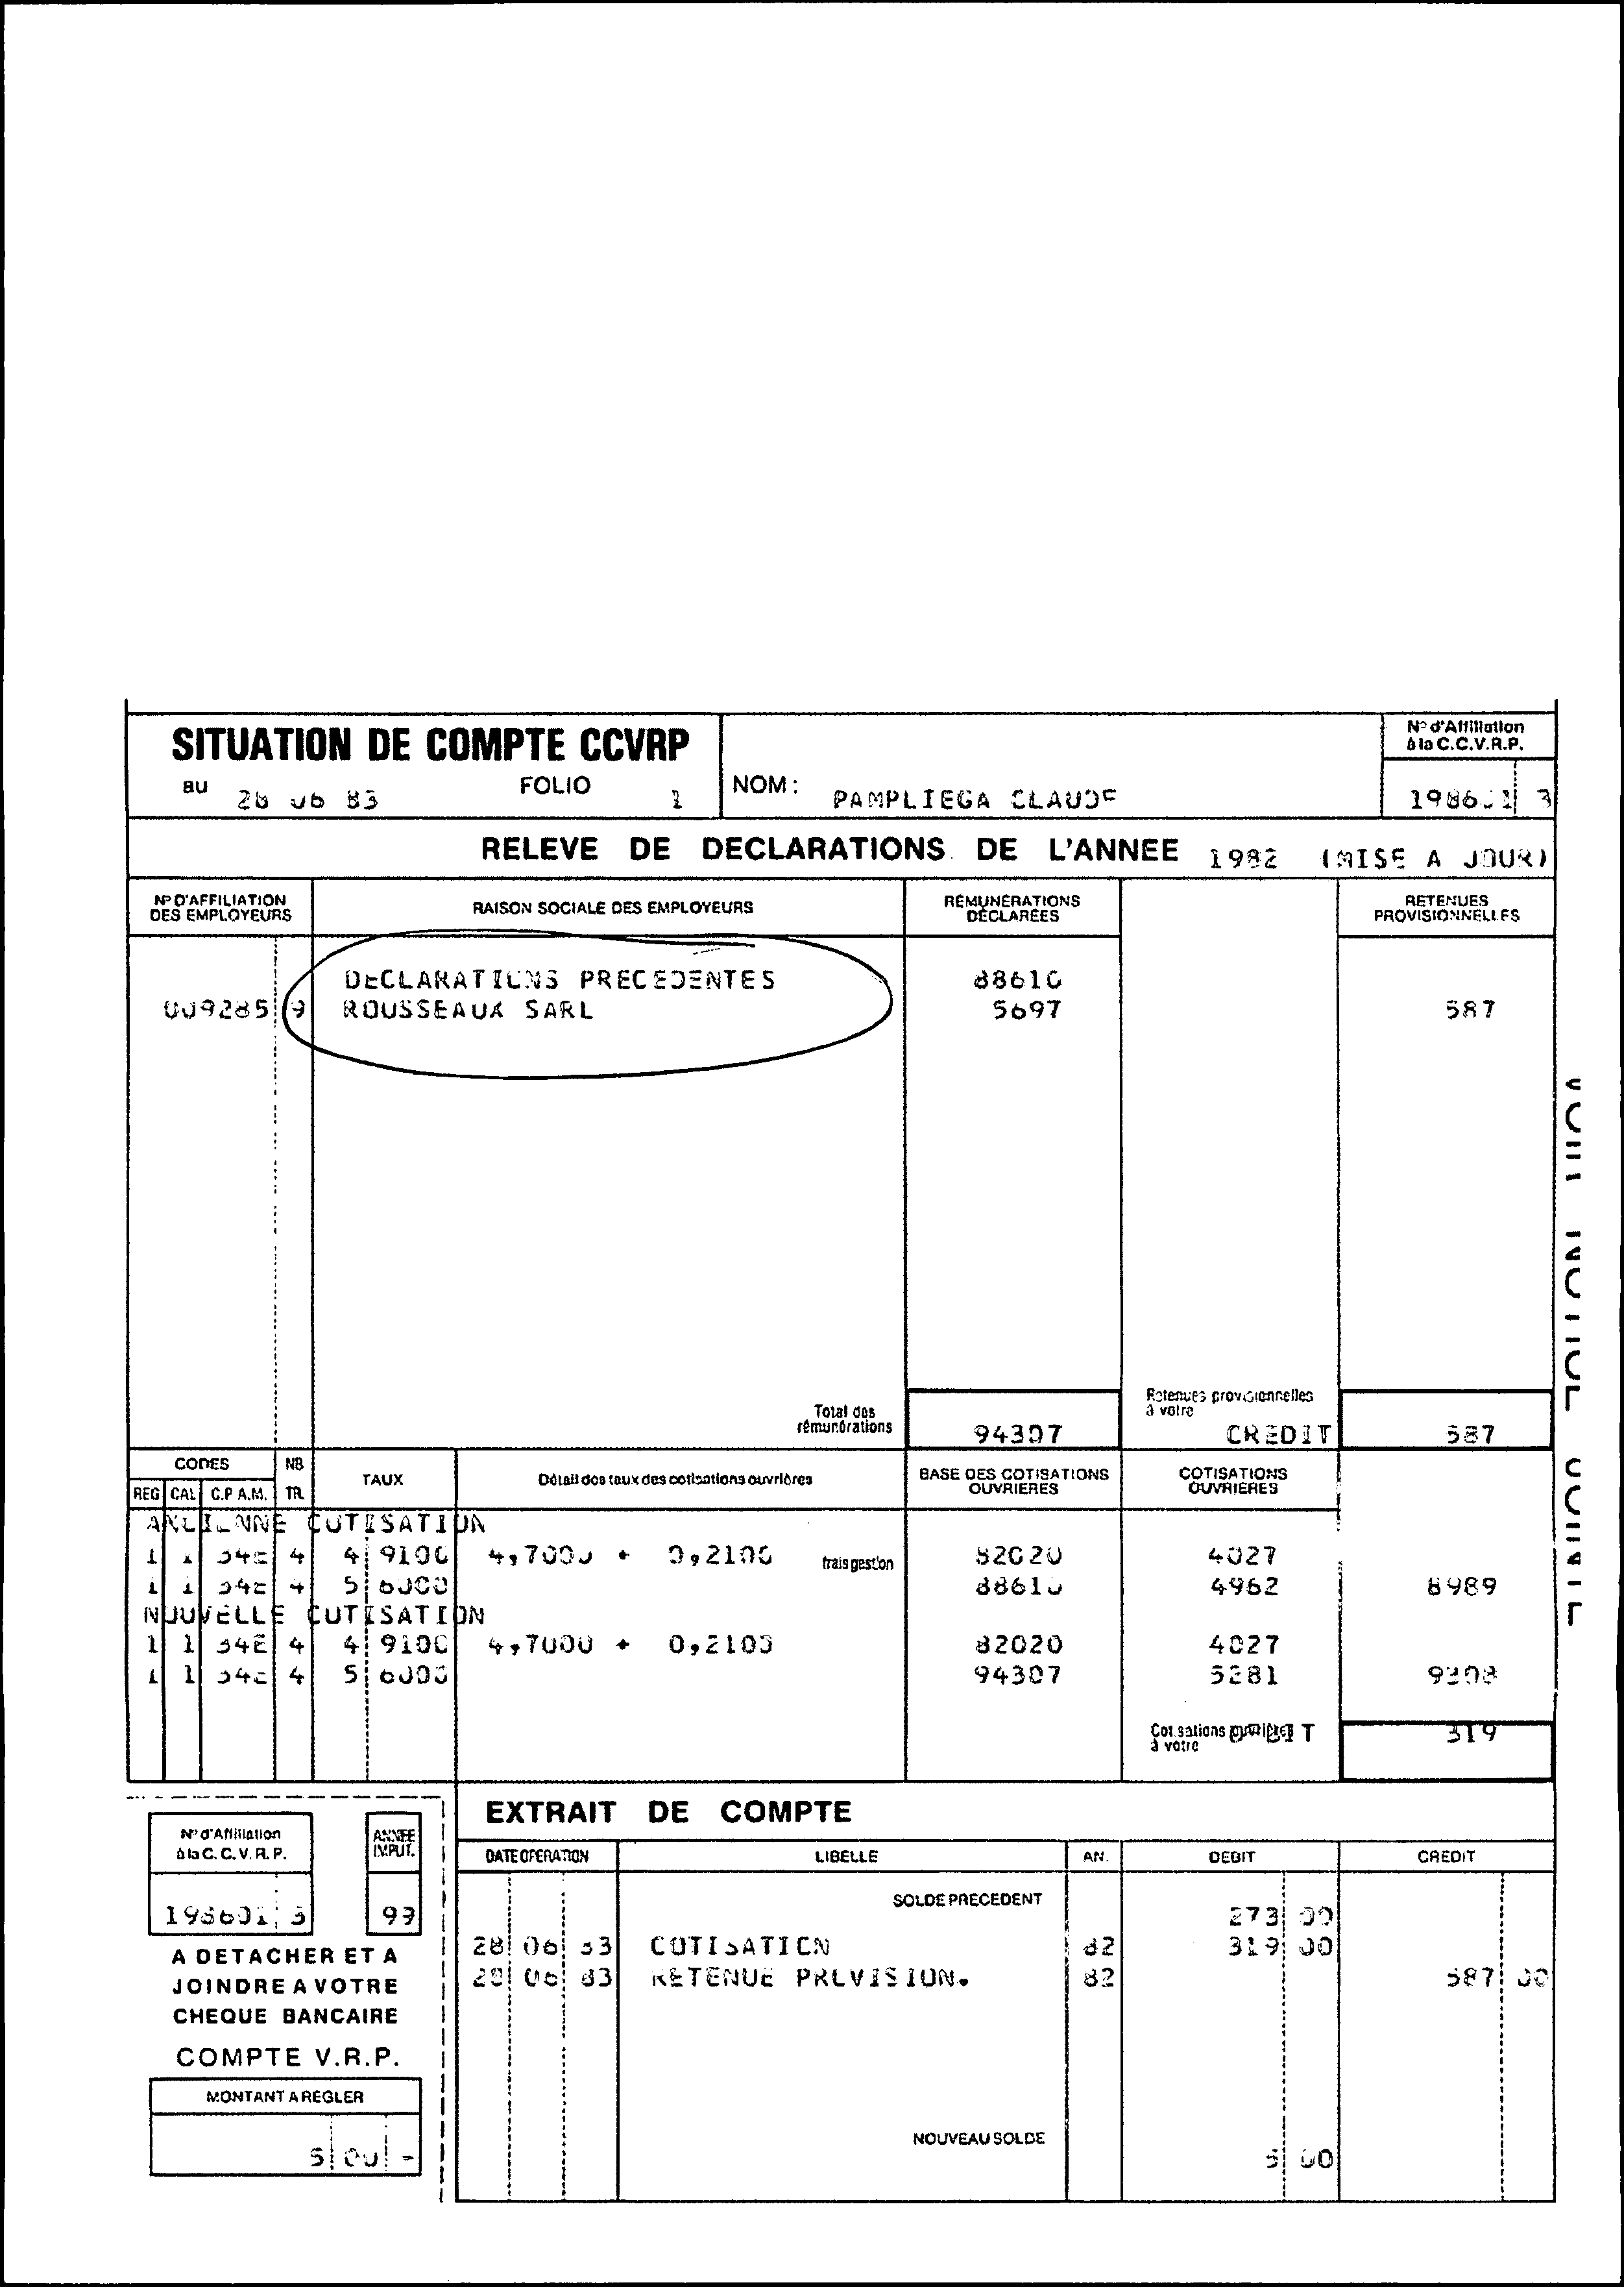 SITUATION DE COMPTE CCVRP
au 28 06 83 FOLIO 1
NOM: PAMPLIEGA CLAUDE
N° d'Affiliation
à la C.C.V.R.P.
198601 3
RELEVE DE DECLARATIONS DE L'ANNEE 1982 (MISE A JOUR)
N° D'AFFILIATION
DES EMPLOYEURS
RAISON SOCIALE DES EMPLOYEURS
RÉMUNÉRATIONS
DÉCLARÉES
RETENUES
PROVISIONNELLES
DECLARATIONS PRECEDENTES 88610
009285 9 ROUSSEAUX SARL 5697 587
Total des
rémunérations
94307
Retenues provisionnelles
à votre
CREDIT 587
CODES NB
REG CAL C.P.A.M. TR.
TAUX
Détail des taux des cotisations ouvrières
BASE DES COTISATIONS
OUVRIERES
COTISATIONS
OUVRIERES
ANCIENNE COTISATION
1 1 34E 4 4 9100 4,7000 + 0,2100 frais gestion 82020 4027
1 1 34E 4 5 6000 88610 4962 8989
NOUVELLE COTISATION
1 1 34E 4 4 9100 4,7000 + 0,2100 82020 4027
1 1 34E 4 5 6000 94307 5281 9308
Cotisations ouvrières
à votre
DEBIT 319
EXTRAIT DE COMPTE
DATE OPERATION LIBELLE AN. DEBIT CREDIT
SOLDE PRECEDENT 273 00
28 06 83 COTISATION 82 319 00
28 06 83 RETENUE PREVISION. 82 587 00
NOUVEAU SOLDE 5 00
N° d'Affiliation
à la C.C.V.R.P.
198601 3
ANNEE
IMPUT.
99
A DETACHER ET A
JOINDRE A VOTRE
CHEQUE BANCAIRE
COMPTE V.R.P.
MONTANT A REGLER
5 00 -